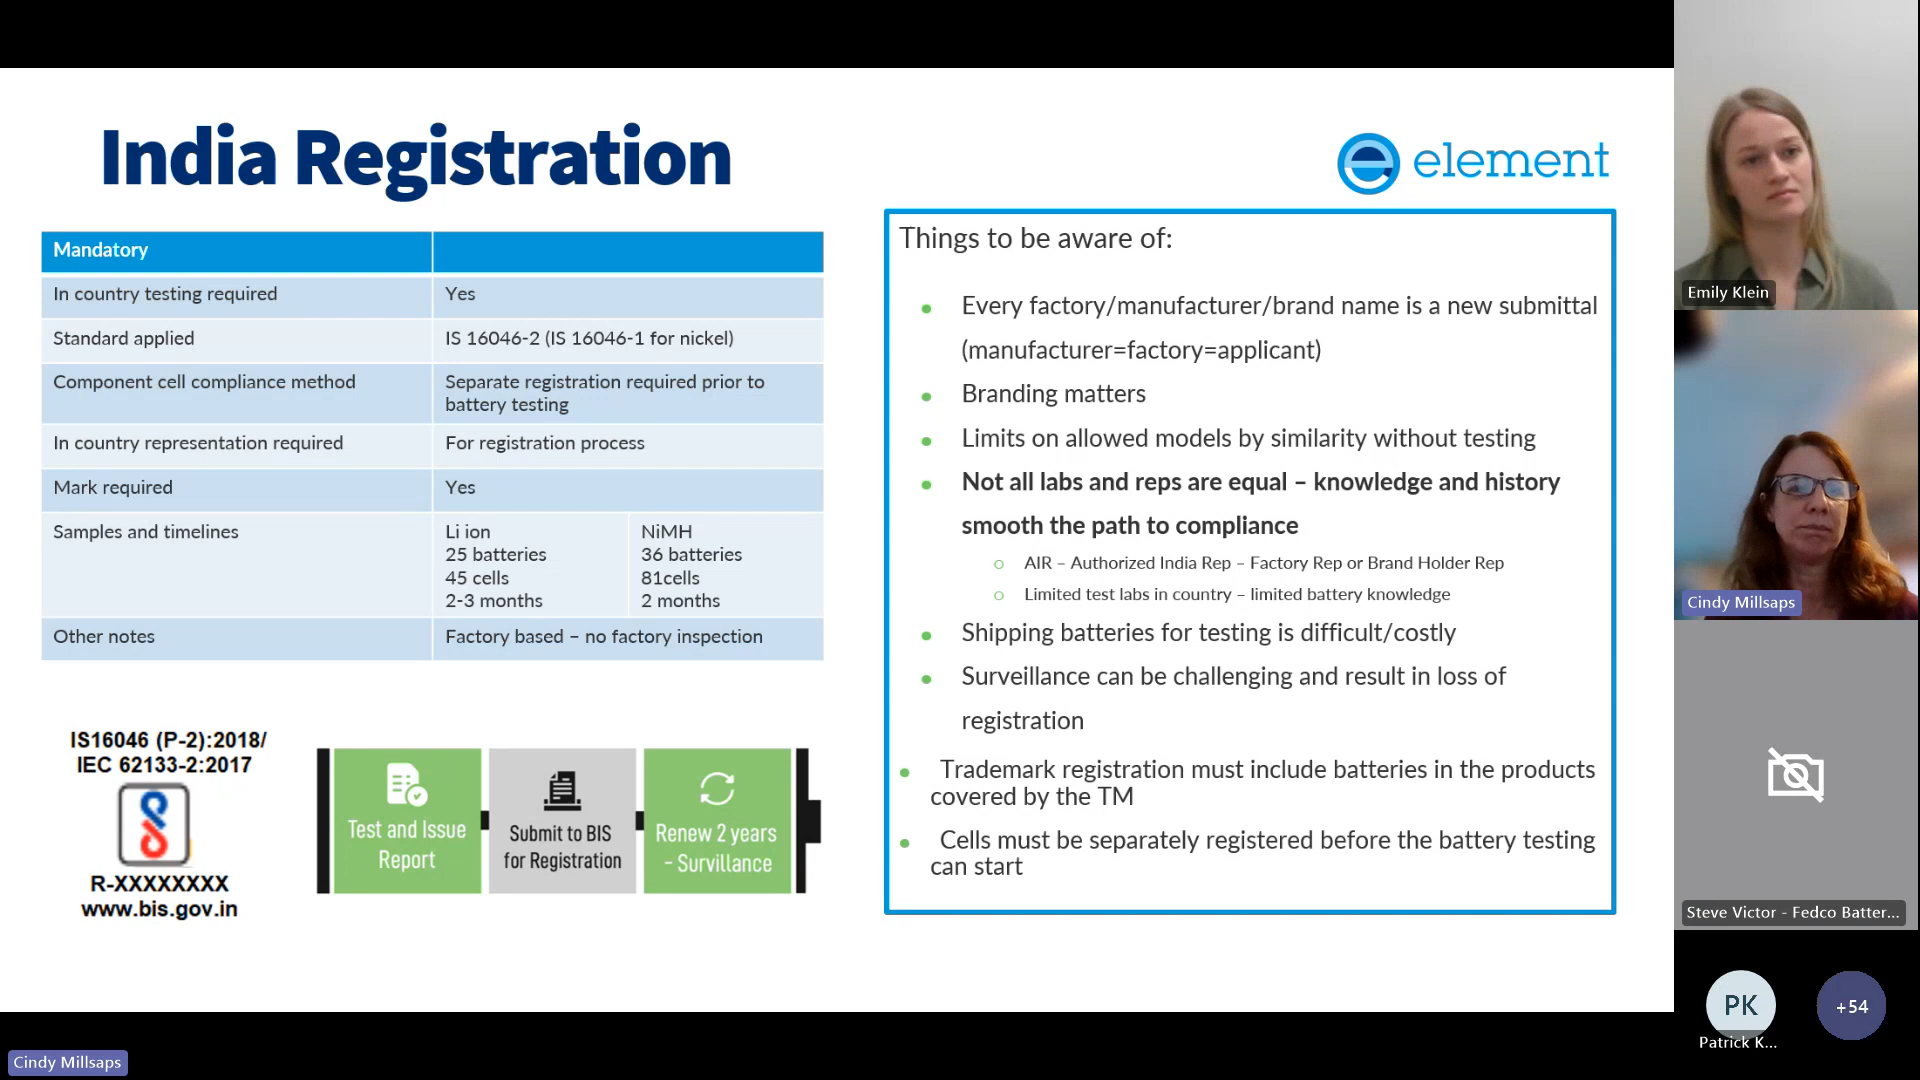 India Registration
element
Mandatory
In country testing required
Yes
Standard applied
IS 16046-2 (IS 16046-1 for nickel)
Component cell compliance method
Separate registration required prior to
battery testing
In country representation required
For registration process
Mark required
Yes
Samples and timelines
Li ion
25 batteries
45 cells
2-3 months
NiMH
36 batteries
81cells
2 months
Other notes
Factory based – no factory inspection
IS16046 (P-2):2018/
IEC 62133-2:2017
R-XXXXXXXX
www.bis.gov.in
Test and Issue
Report
Submit to BIS
for Registration
Renew 2 years
- Survillance
Things to be aware of:
Every factory/manufacturer/brand name is a new submittal
(manufacturer=factory=applicant)
Branding matters
Limits on allowed models by similarity without testing
Not all labs and reps are equal – knowledge and history
smooth the path to compliance
AIR – Authorized India Rep – Factory Rep or Brand Holder Rep
Limited test labs in country – limited battery knowledge
Shipping batteries for testing is difficult/costly
Surveillance can be challenging and result in loss of
registration
Trademark registration must include batteries in the products
covered by the TM
Cells must be separately registered before the battery testing
can start
Emily Klein
Cindy Millsaps
Steve Victor - Fedco Batter...
PK
Patrick K...
+54
Cindy Millsaps